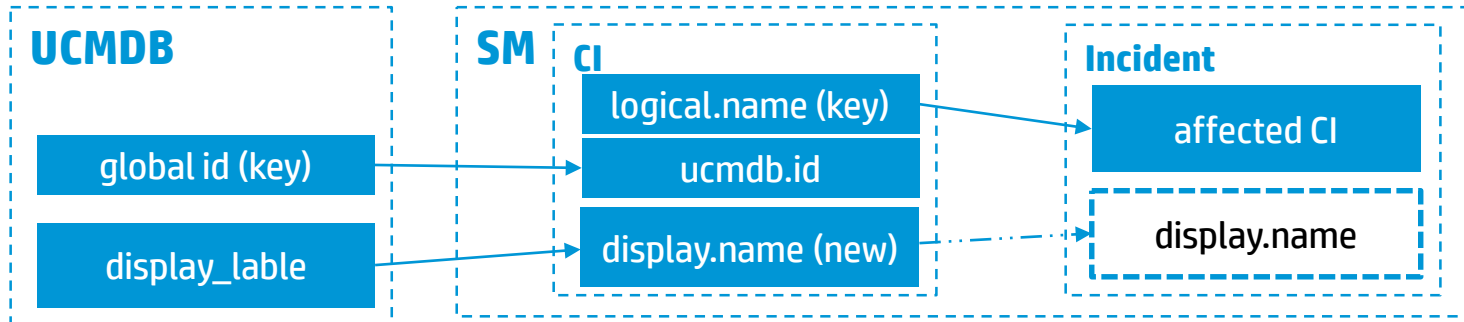 UCMDB
global id (key)
display_lable
SM
CI
logical.name (key)
ucmdb.id
display.name (new)
Incident
affected CI
display.name